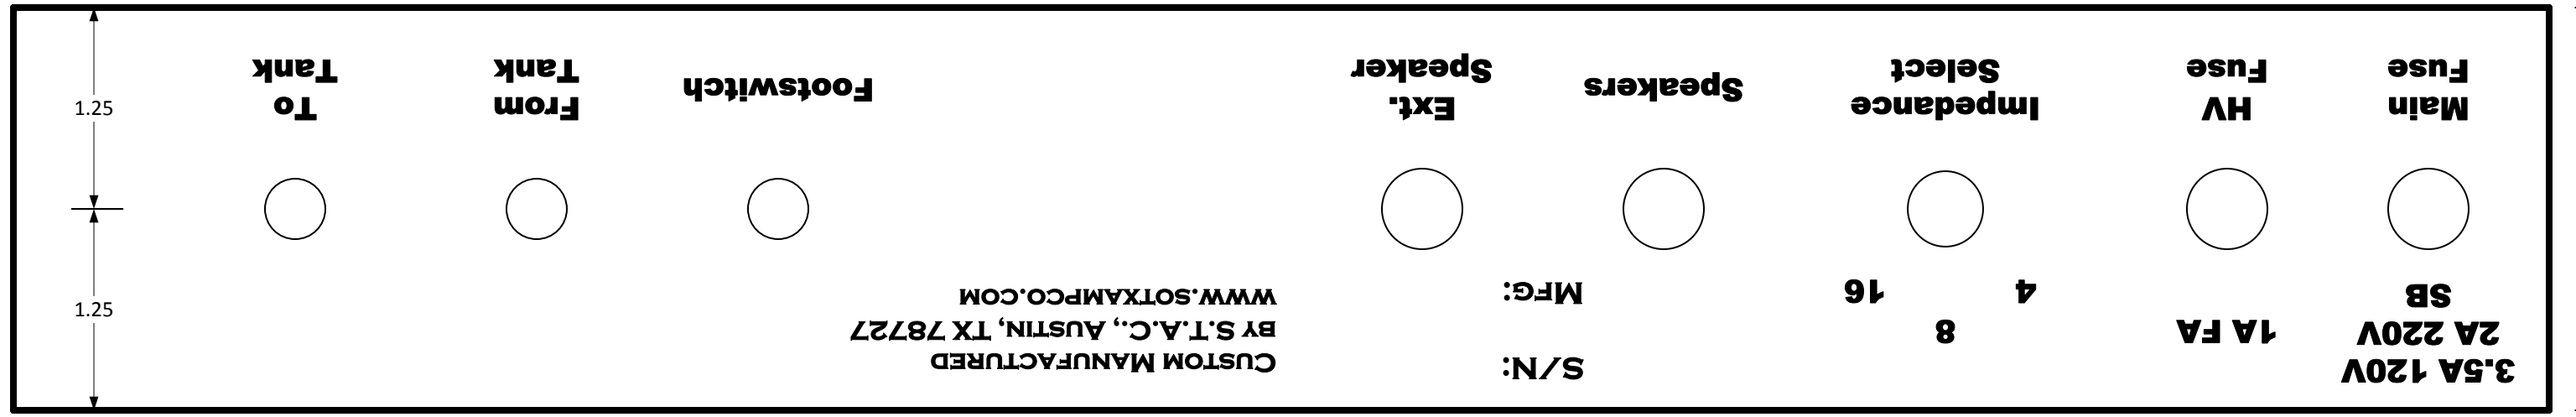 3.5A 120V
2A 220V
SB
1A FA
8
4
16
S/N:
MFG:
CUSTOM MANUFACTURED
BY S.T.A.C., AUSTIN, TX 78727
WWW.SOTXAMPCO.COM
Main
Fuse
HV
Fuse
Impedance
Select
Speakers
Ext.
Speaker
Footswitch
From
Tank
To
Tank
1.25
1.25